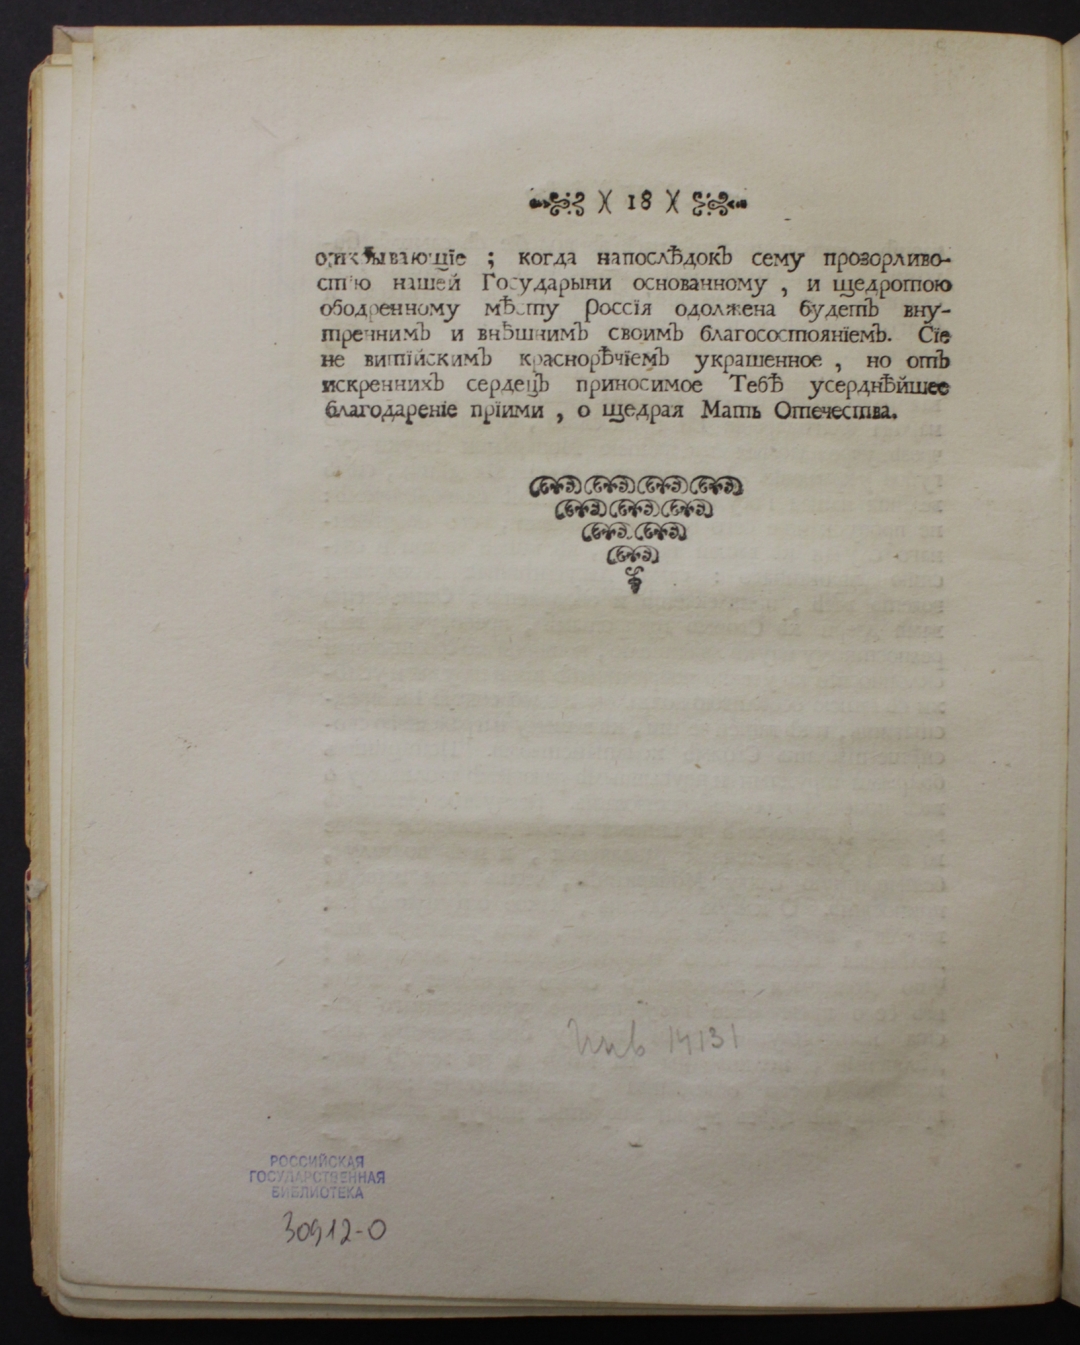 )( 18 )(
когда напослѣдокъ сему прозорливо-
стію нашей Государыни основанному , и щедротою
ободренному мѣсту россія одолжена будетъ вну-
треннимъ и внѣшнимъ своимъ благосостояніемъ. Сіе
не витійскимъ краснорѣчіемъ украшенное , но отъ
искреннихъ сердецъ приносимое Тебѣ усерднѣйшее
благодареніе пріими , о щедрая Мать Отечества.
Инв 14131
РОССИЙСКАЯ
ГОСУДАРСТВЕННАЯ
БИБЛИОТЕКА
30912-0